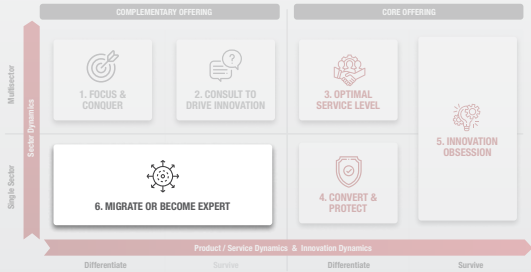 COMPLEMENTARY OFFERING
CORE OFFERING
Multisector
Single Sector
Sector Dynamics
1. FOCUS &
CONQUER
2. CONSULT TO
DRIVE INNOVATION
3. OPTIMAL
SERVICE LEVEL
5. INNOVATION
OBSESSION
6. MIGRATE OR BECOME EXPERT
4. CONVERT &
PROTECT
Product / Service Dynamics & Innovation Dynamics
Differentiate
Survive
Differentiate
Survive